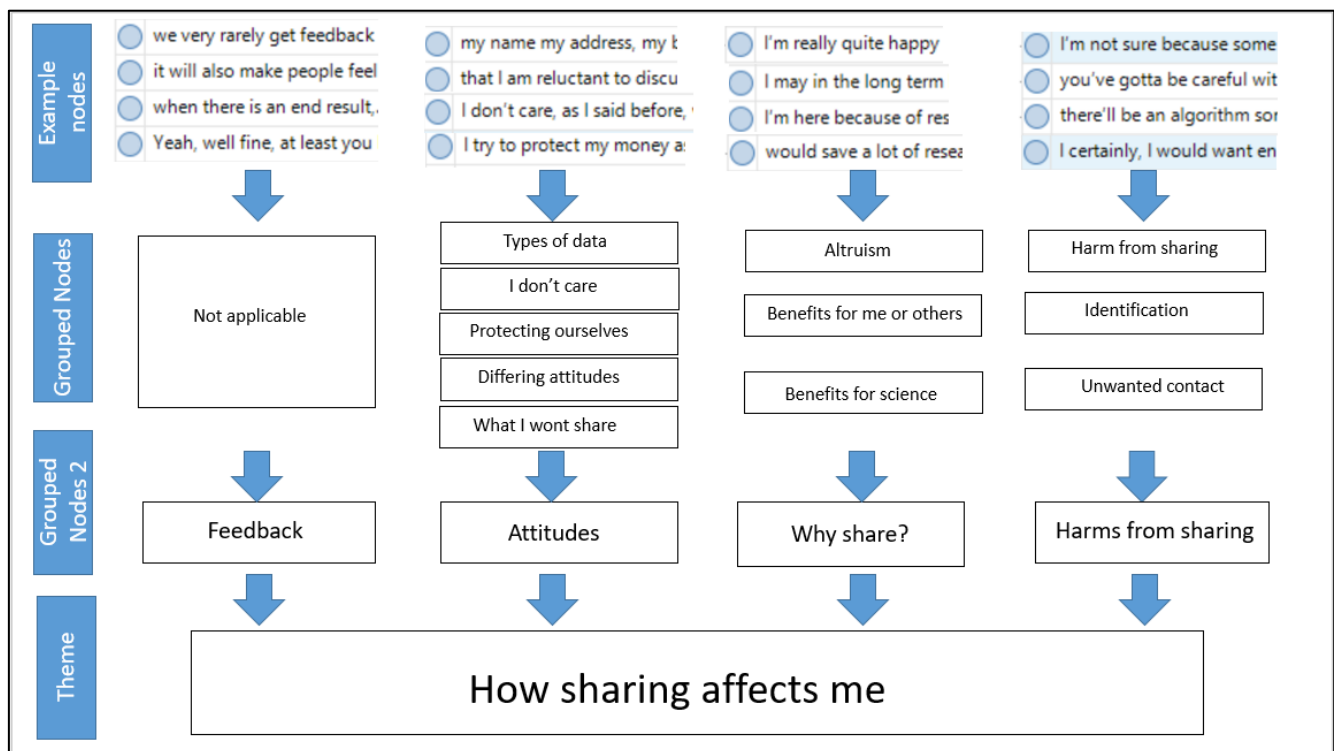 Example nodes
we very rarely get feedback
it will also make people feel
when there is an end result,
Yeah, well fine, at least you
my name my address, my
that I am reluctant to discu
I don't care, as I said before,
I try to protect my money as
I'm really quite happy
I may in the long term
I'm here because of res
would save a lot of resea
I'm not sure because some
you've gotta be careful wit
there'll be an algorithm sor
I certainly, I would want en
Grouped Nodes
Not applicable
Types of data
I don't care
Protecting ourselves
Differing attitudes
What I wont share
Altruism
Benefits for me or others
Benefits for science
Harm from sharing
Identification
Unwanted contact
Grouped
Nodes 2
Feedback
Attitudes
Why share?
Harms from sharing
Theme
How sharing affects me